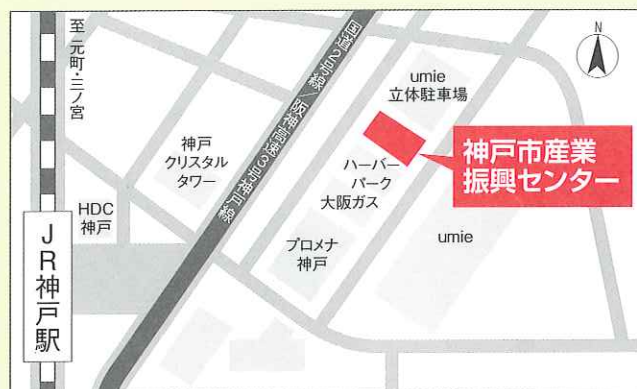 至 元町・三ノ宮
国道2号線／阪神高速3号神戸線
N
umie
立体駐車場
神戸
クリスタル
タワー
神戸市産業
振興センター
ハーバー
パーク
大阪ガス
HDC
神戸
プロメナ
神戸
umie
JR神戸駅